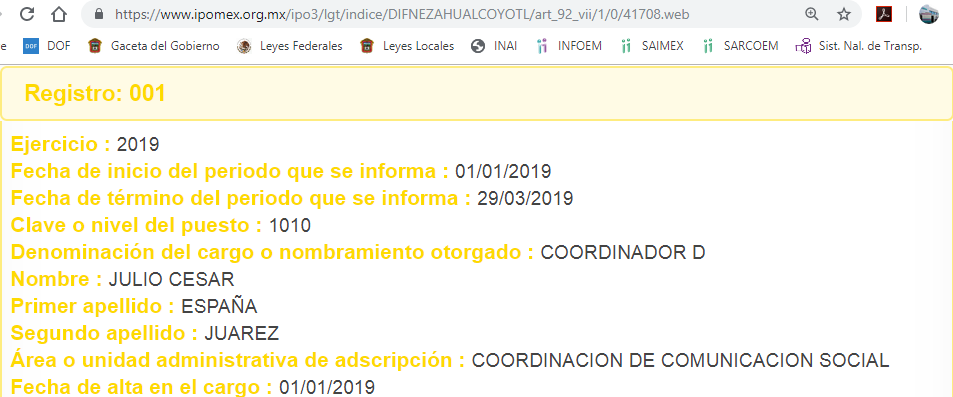 https://www.ipomex.org.mx/ipo3/lgt/indice/DIFNEZAHUALCOYOTL/art_92_vii/1/0/41708.web
e DOF DOF Gaceta del Gobierno Leyes Federales Leyes Locales INAI INFOEM SAIMEX SARCOEM Sist. Nal. de Transp.
Registro: 001
Ejercicio : 2019
Fecha de inicio del periodo que se informa : 01/01/2019
Fecha de término del periodo que se informa : 29/03/2019
Clave o nivel del puesto : 1010
Denominación del cargo o nombramiento otorgado : COORDINADOR D
Nombre : JULIO CESAR
Primer apellido : ESPAÑA
Segundo apellido : JUAREZ
Área o unidad administrativa de adscripción : COORDINACION DE COMUNICACION SOCIAL
Fecha de alta en el cargo : 01/01/2019